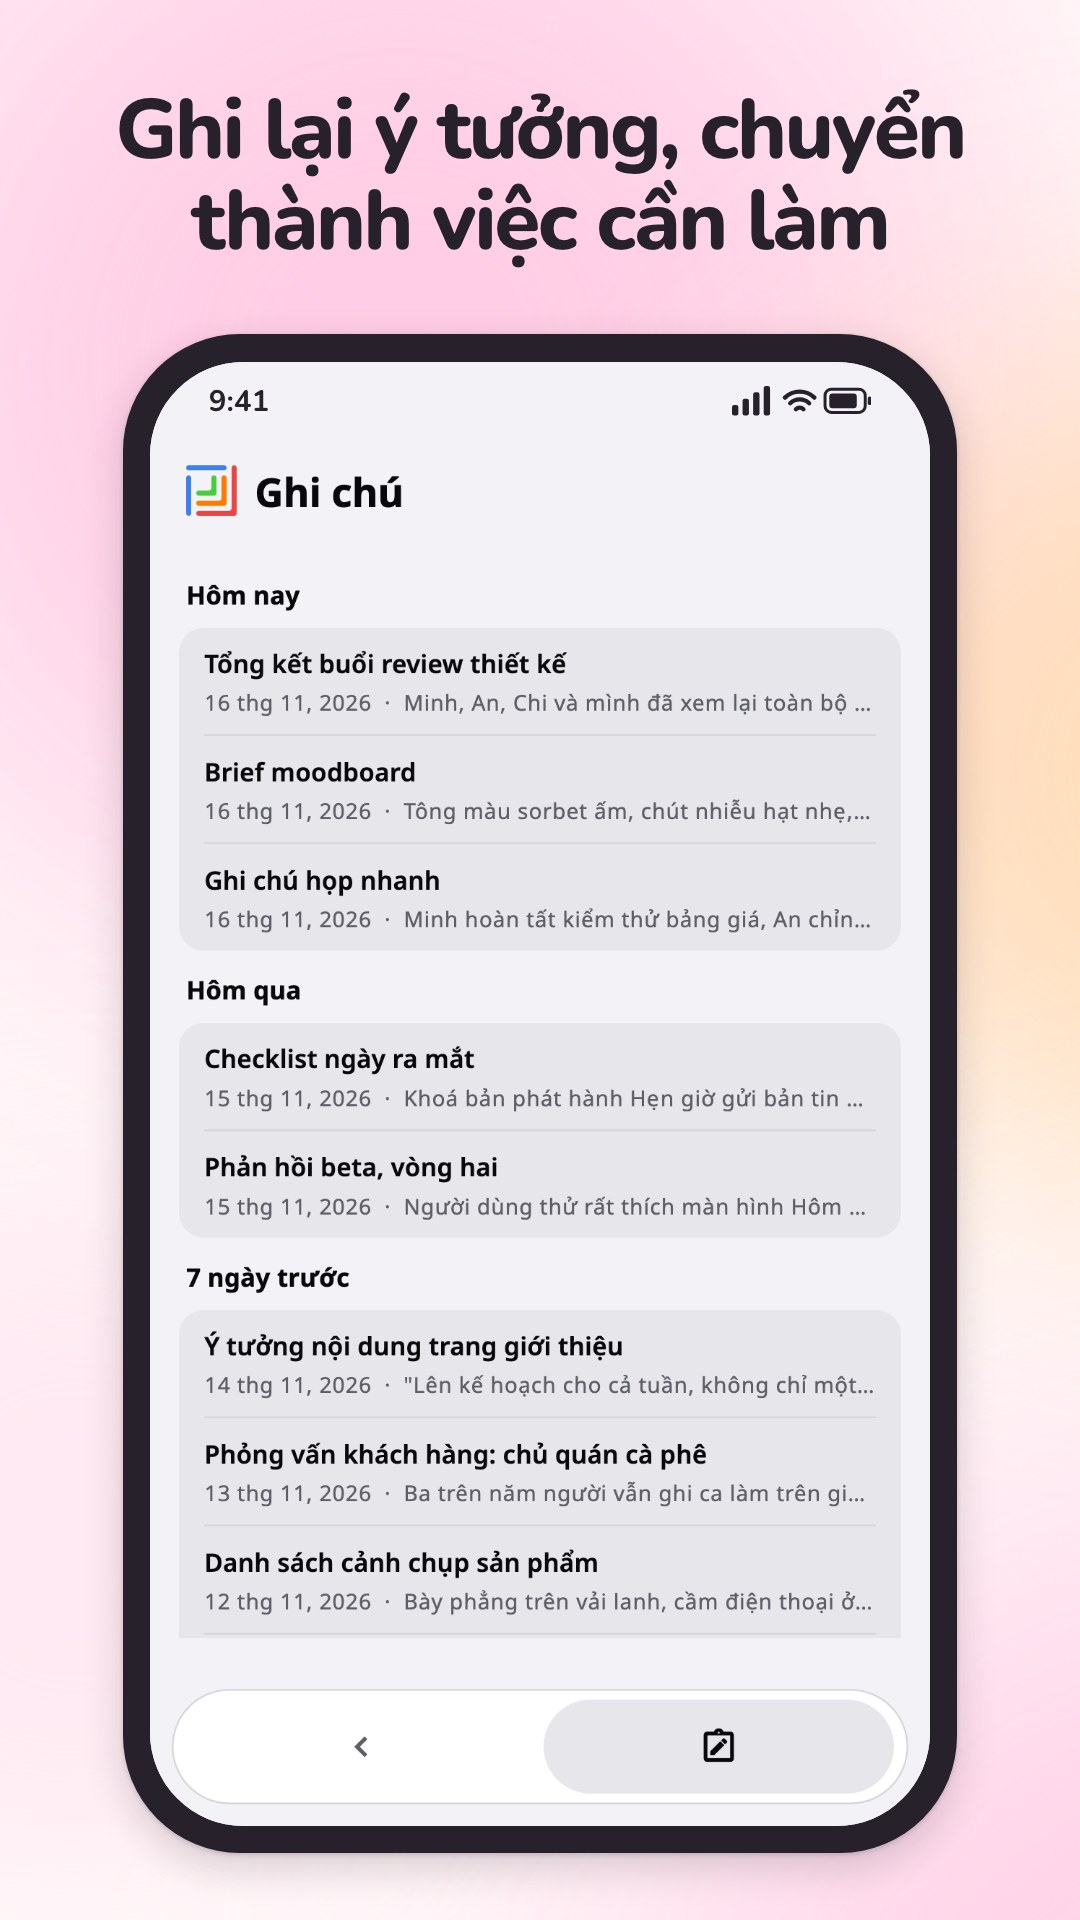 Ghi lại ý tưởng, chuyển
thành việc cần làm
9:41
Ghi chú
Hôm nay
Tổng kết buổi review thiết kế
16 thg 11, 2026 · Minh, An, Chi và mình đã xem lại toàn bộ ...
Brief moodboard
16 thg 11, 2026 · Tông màu sorbet ấm, chút nhiễu hạt nhẹ,...
Ghi chú họp nhanh
16 thg 11, 2026 · Minh hoàn tất kiểm thử bảng giá, An chỉn...
Hôm qua
Checklist ngày ra mắt
15 thg 11, 2026 · Khoá bản phát hành Hẹn giờ gửi bản tin ...
Phản hồi beta, vòng hai
15 thg 11, 2026 · Người dùng thử rất thích màn hình Hôm ...
7 ngày trước
Ý tưởng nội dung trang giới thiệu
14 thg 11, 2026 · "Lên kế hoạch cho cả tuần, không chỉ một...
Phỏng vấn khách hàng: chủ quán cà phê
13 thg 11, 2026 · Ba trên năm người vẫn ghi ca làm trên gi...
Danh sách cảnh chụp sản phẩm
12 thg 11, 2026 · Bày phẳng trên vải lanh, cầm điện thoại ở...